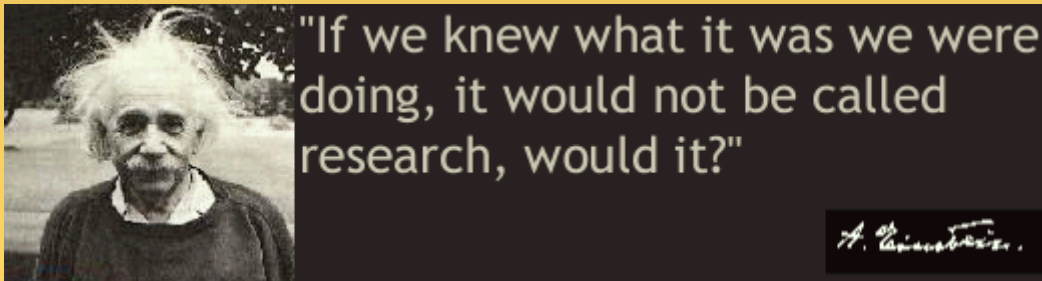 "If we knew what it was we were
doing, it would not be called
research, would it?"
A. Einstein.